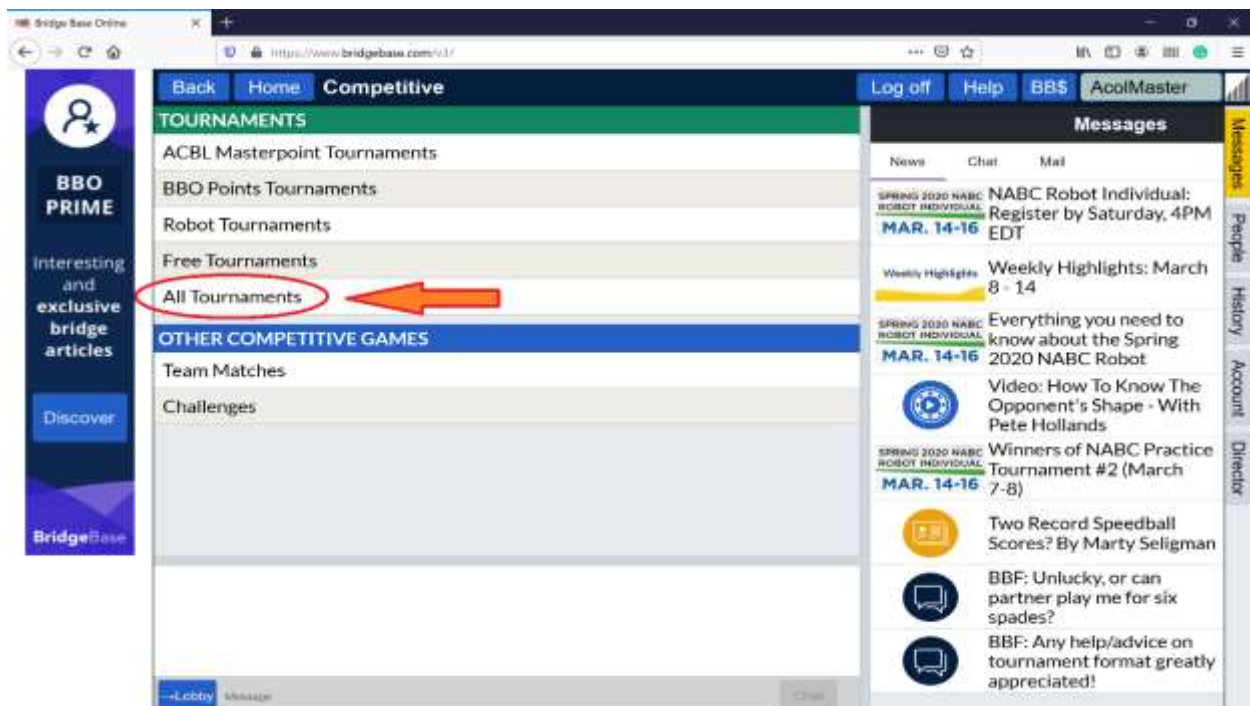 Bridge Base Online
https://www.bridgebase.com/v3/
Back Home Competitive Log off Help BB$ AcolMaster
BBO
PRIME
Interesting
and
exclusive
bridge
articles
Discover
BridgeBase
TOURNAMENTS
ACBL Masterpoint Tournaments
BBO Points Tournaments
Robot Tournaments
Free Tournaments
All Tournaments
OTHER COMPETITIVE GAMES
Team Matches
Challenges
→Lobby Message Chat
Messages
News Chat Mail
SPRING 2020 NABC
ROBOT INDIVIDUAL
MAR. 14-16
NABC Robot Individual:
Register by Saturday, 4PM
EDT
Weekly Highlights
Weekly Highlights: March
8 - 14
SPRING 2020 NABC
ROBOT INDIVIDUAL
MAR. 14-16
Everything you need to
know about the Spring
2020 NABC Robot
Video: How To Know The
Opponent's Shape - With
Pete Hollands
SPRING 2020 NABC
ROBOT INDIVIDUAL
MAR. 14-16
Winners of NABC Practice
Tournament #2 (March
7-8)
Two Record Speedball
Scores? By Marty Seligman
BBF: Unlucky, or can
partner play me for six
spades?
BBF: Any help/advice on
tournament format greatly
appreciated!
Messages
People
History
Account
Director